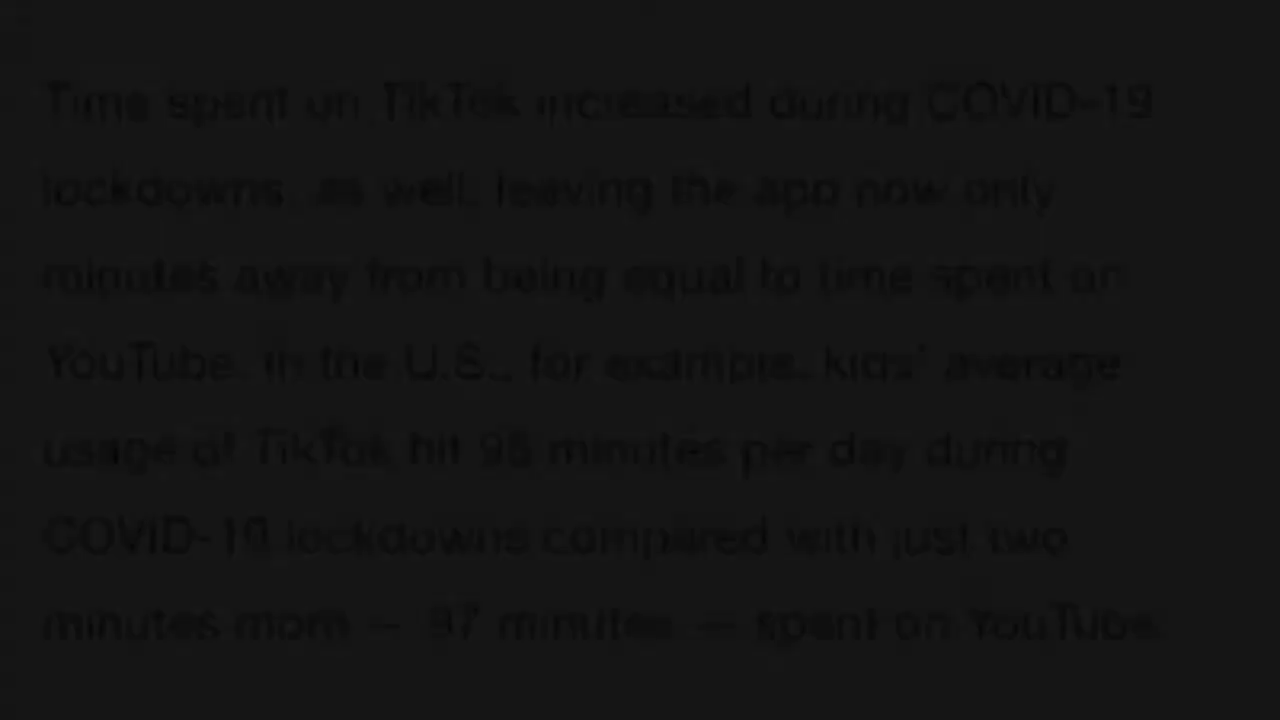 Time spent on TikTok increased during COVID-19
lockdowns, as well, leaving the app now only
minutes away from being equal to time spent on
YouTube. In the U.S., for example, kids' average
usage of TikTok hit 95 minutes per day during
COVID-19 lockdowns compared with just two
minutes more — 97 minutes — spent on YouTube.